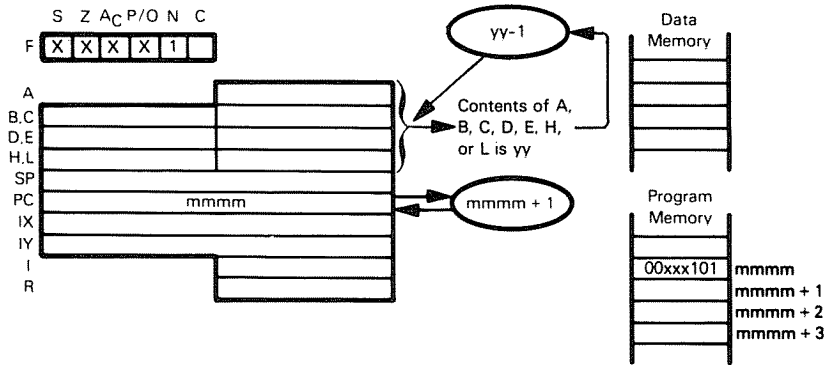 S Z AC P/O N C
F X X X X 1
A
B,C
D,E
H,L
SP
PC mmmm
IX
IY
I
R
yy-1
Contents of A,
B, C, D, E, H,
or L is yy
mmmm + 1
Data
Memory
Program
Memory
00xxx101 mmmm
mmmm + 1
mmmm + 2
mmmm + 3